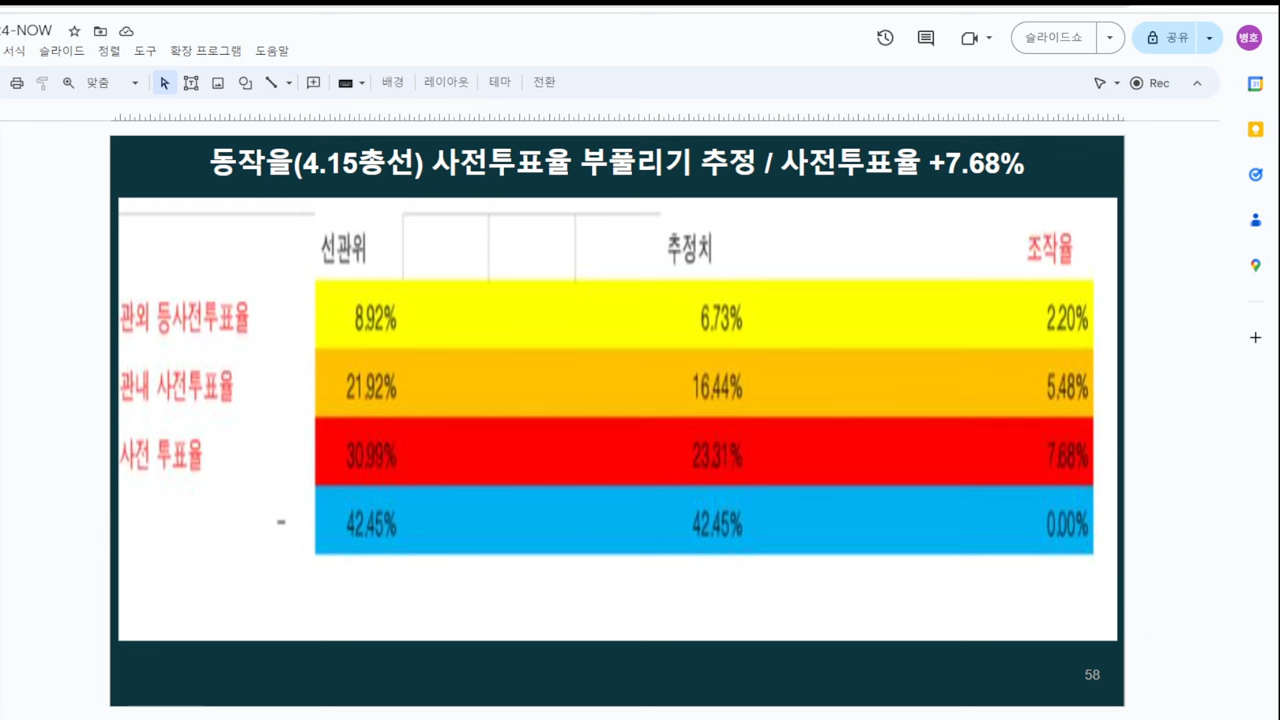 24-NOW
서식 슬라이드 정렬 도구 확장 프로그램 도움말
슬라이드쇼
공유
병호
맞춤
배경 레이아웃 테마 전환
Rec
31
동작을(4.15총선) 사전투표율 부풀리기 추정 / 사전투표율 +7.68%
선관위 추정치 조작율
관외 등사전투표율 8.92% 6.73% 2.20%
관내 사전투표율 21.92% 16.44% 5.48%
사전 투표율 30.99% 23.31% 7.68%
- 42.45% 42.45% 0.00%
58